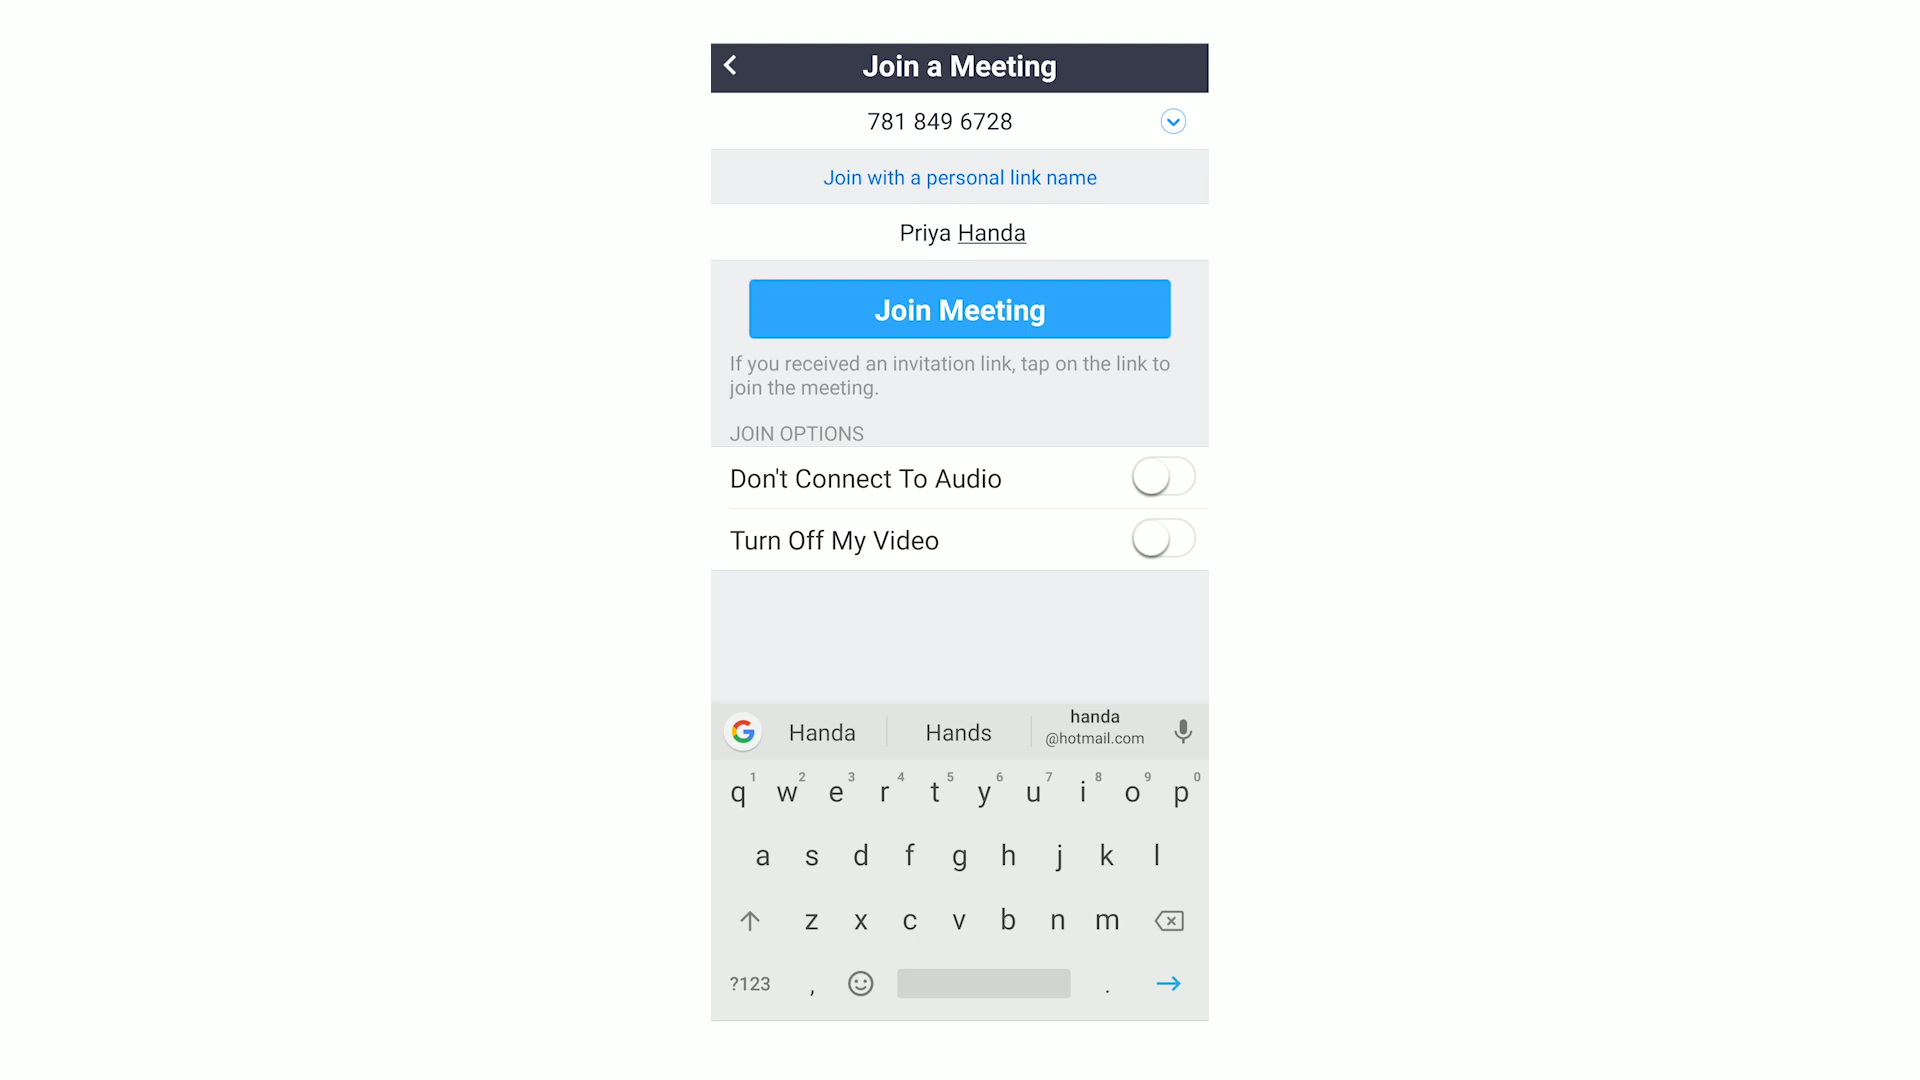 Join a Meeting
781 849 6728
Join with a personal link name
Priya Handa
Join Meeting
If you received an invitation link, tap on the link to
join the meeting.
JOIN OPTIONS
Don't Connect To Audio
Turn Off My Video
Handa Hands handa
@hotmail.com
1 2 3 4 5 6 7 8 9 0
q w e r t y u i o p
a s d f g h j k l
z x c v b n m
?123 , .